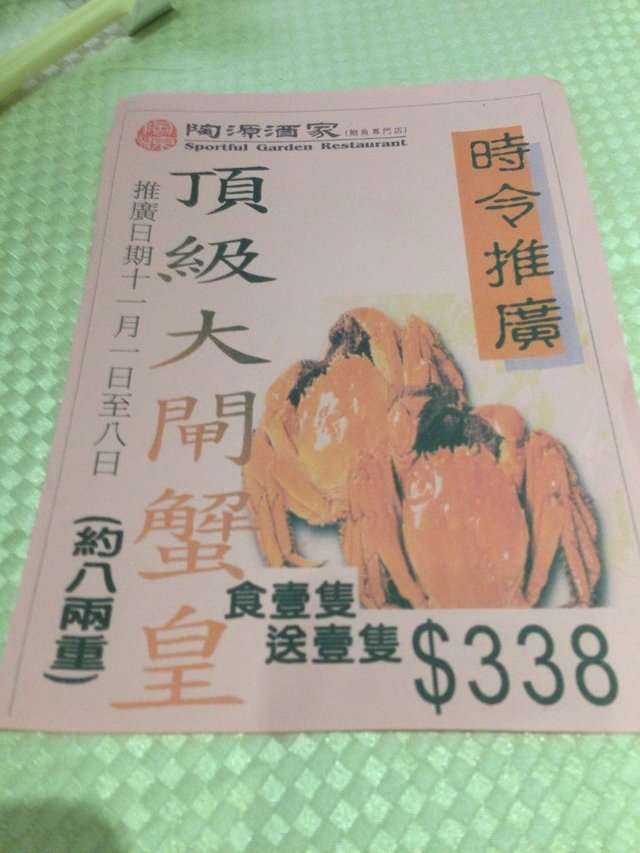 陶源
陶源酒家(鮑魚專門店)
Sportful Garden Restaurant
時令推廣
頂級大閘蟹皇
推廣日期十一月一日至八日
(約八兩重)
食壹隻
送壹隻
$338